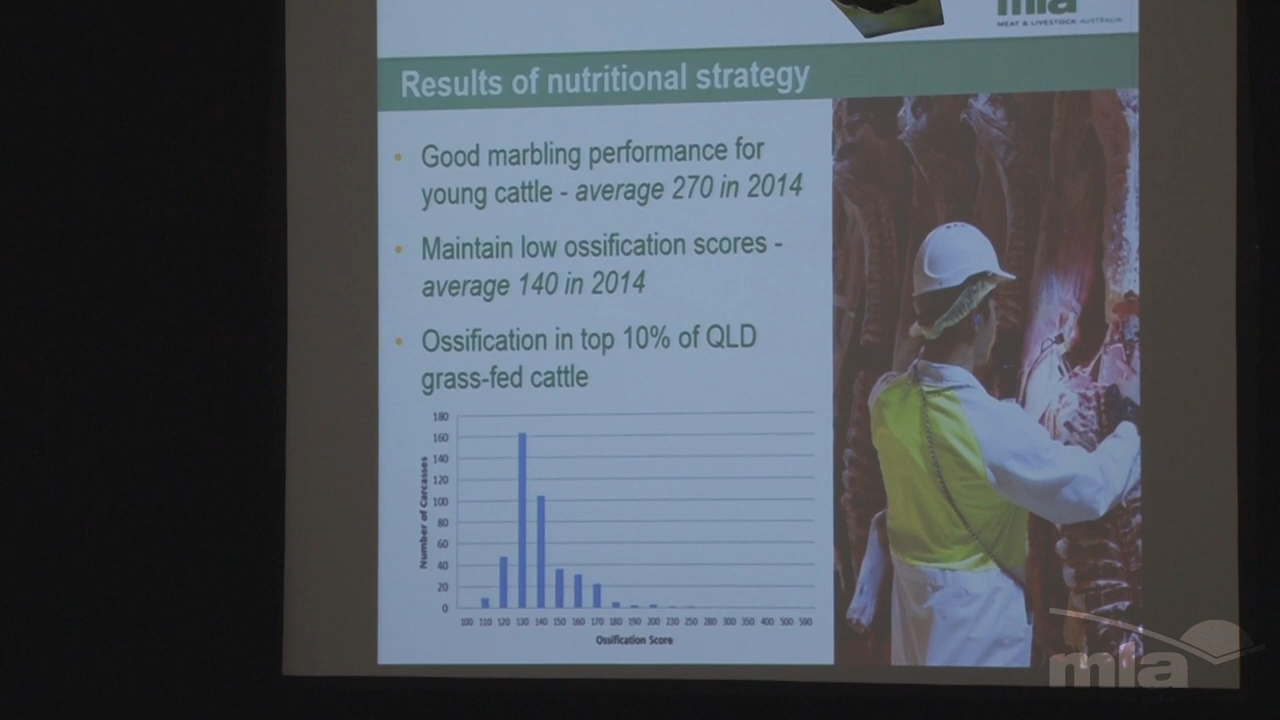 mla
MEAT & LIVESTOCK AUSTRALIA
Results of nutritional strategy
• Good marbling performance for
young cattle - average 270 in 2014
• Maintain low ossification scores -
average 140 in 2014
• Ossification in top 10% of QLD
grass-fed cattle
180
160
140
120
100
80
60
40
20
0
Number of Carcasses
100 110 120 130 140 150 160 170 180 190 200 230 250 280 300 350 400 500 590
Ossification Score
mla